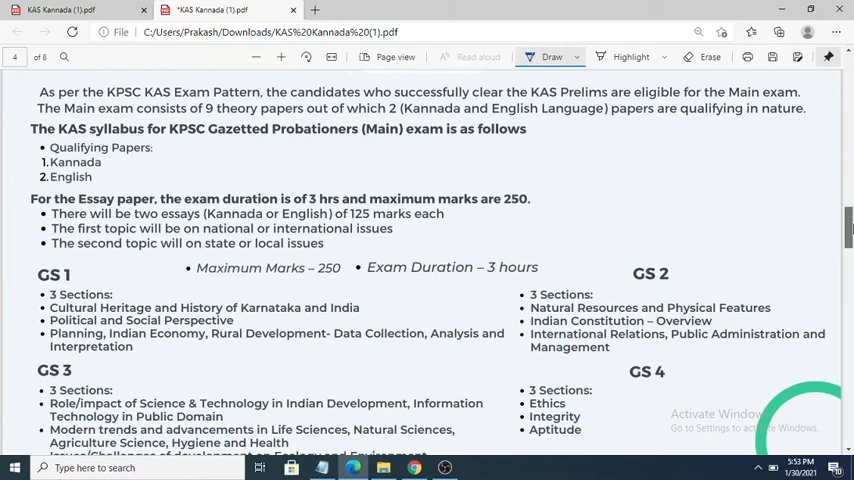 KAS Kannada (1).pdf
*KAS Kannada (1).pdf
C:/Users/Prakash/Downloads/KAS%20Kannada%20(1).pdf
4 of 8
Page view
Read aloud
Draw
Highlight
Erase
As per the KPSC KAS Exam Pattern, the candidates who successfully clear the KAS Prelims are eligible for the Main exam.
The Main exam consists of 9 theory papers out of which 2 (Kannada and English Language) papers are qualifying in nature.
The KAS syllabus for KPSC Gazetted Probationers (Main) exam is as follows
• Qualifying Papers:
1. Kannada
2. English
For the Essay paper, the exam duration is of 3 hrs and maximum marks are 250.
• There will be two essays (Kannada or English) of 125 marks each
• The first topic will be on national or international issues
• The second topic will on state or local issues
• Maximum Marks – 250 • Exam Duration – 3 hours
GS 1
• 3 Sections:
• Cultural Heritage and History of Karnataka and India
• Political and Social Perspective
• Planning, Indian Economy, Rural Development- Data Collection, Analysis and
Interpretation
GS 2
• 3 Sections:
• Natural Resources and Physical Features
• Indian Constitution – Overview
• International Relations, Public Administration and
Management
GS 3
• 3 Sections:
• Role/impact of Science & Technology in Indian Development, Information
Technology in Public Domain
• Modern trends and advancements in Life Sciences, Natural Sciences,
Agriculture Science, Hygiene and Health
Issues/Challenges of development on Ecology and Environment
GS 4
• 3 Sections:
• Ethics
• Integrity
• Aptitude
Activate Windows
Go to Settings to activate Windows.
Type here to search
5:53 PM
1/30/2021
10